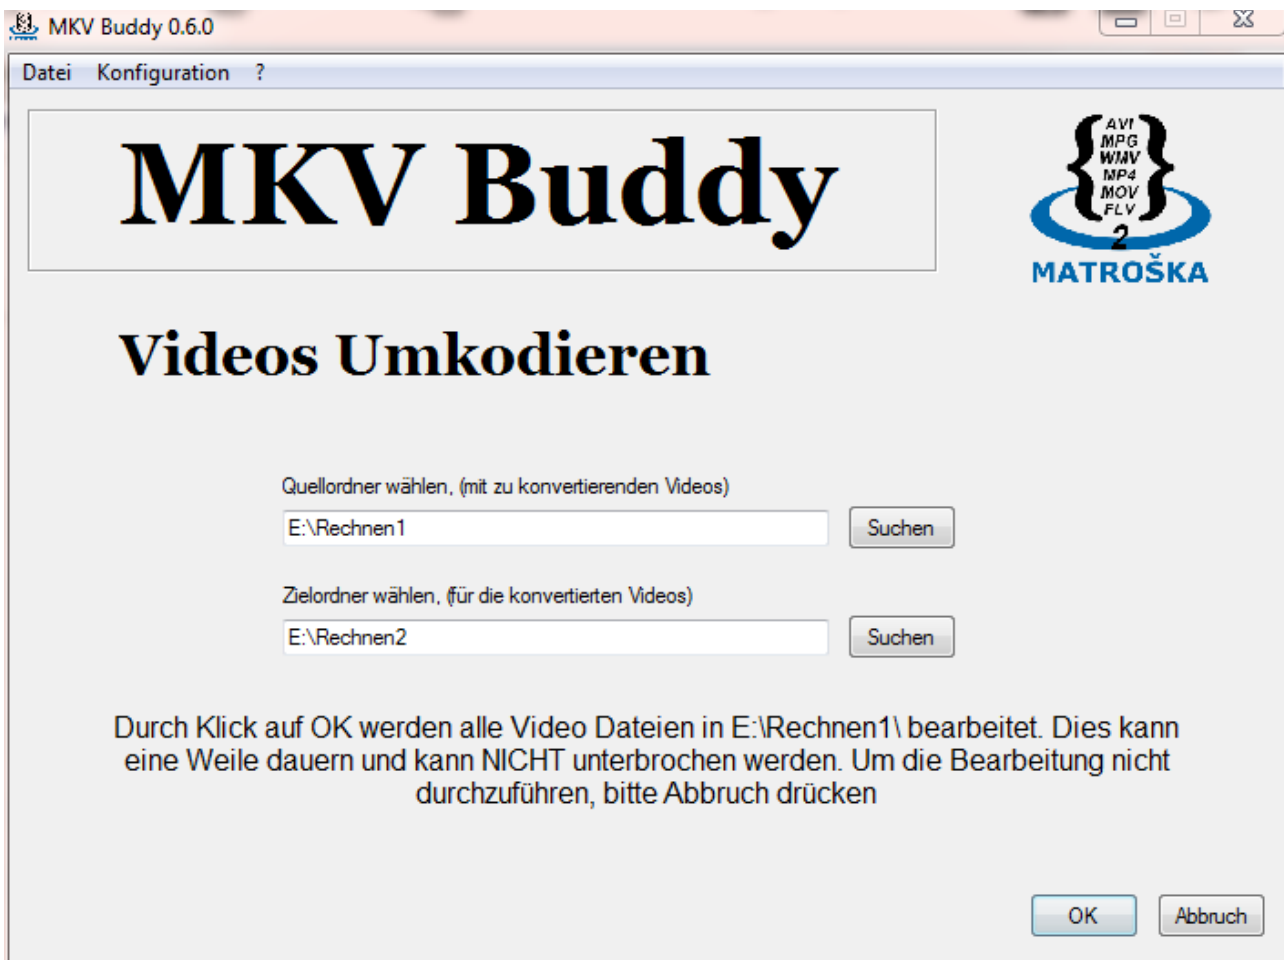 MKV Buddy 0.6.0
Datei Konfiguration ?
MKV Buddy
AVI
MPG
WMV
MP4
MOV
FLV
2
MATROŠKA
Videos Umkodieren
Quellordner wählen, (mit zu konvertierenden Videos)
E:\Rechnen1 Suchen
Zielordner wählen, (für die konvertierten Videos)
E:\Rechnen2 Suchen
Durch Klick auf OK werden alle Video Dateien in E:\Rechnen1\ bearbeitet. Dies kann
eine Weile dauern und kann NICHT unterbrochen werden. Um die Bearbeitung nicht
durchzuführen, bitte Abbruch drücken
OK Abbruch